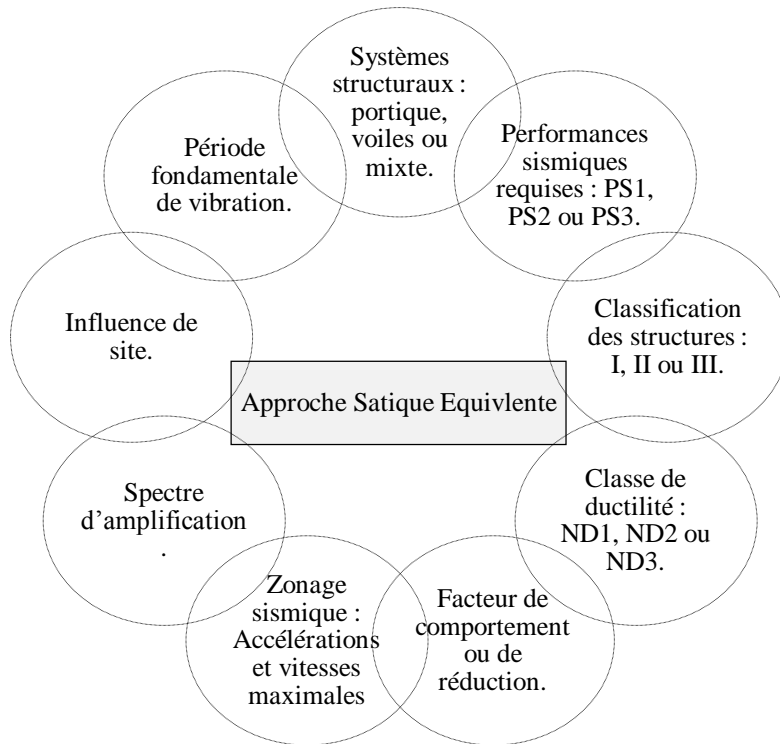 Systèmes
structuraux :
portique,
voiles ou
mixte.
Performances
sismiques
requises : PS1,
PS2 ou PS3.
Classification
des structures :
I, II ou III.
Classe de
ductilité :
ND1, ND2 ou
ND3.
Facteur de
comportement
ou de
réduction.
Zonage
sismique :
Accélérations
et vitesses
maximales
Spectre
d’amplification
.
Influence de
site.
Période
fondamentale
de vibration.
Approche Satique Equivlente